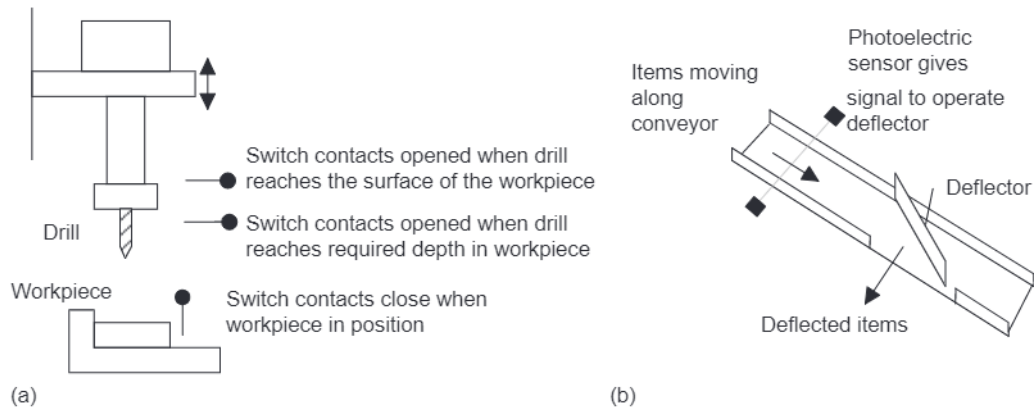 Switch contacts opened when drill
reaches the surface of the workpiece
Switch contacts opened when drill
reaches required depth in workpiece
Drill
Workpiece
Switch contacts close when
workpiece in position
(a)
Items moving
along
conveyor
Photoelectric
sensor gives
signal to operate
deflector
Deflector
Deflected items
(b)